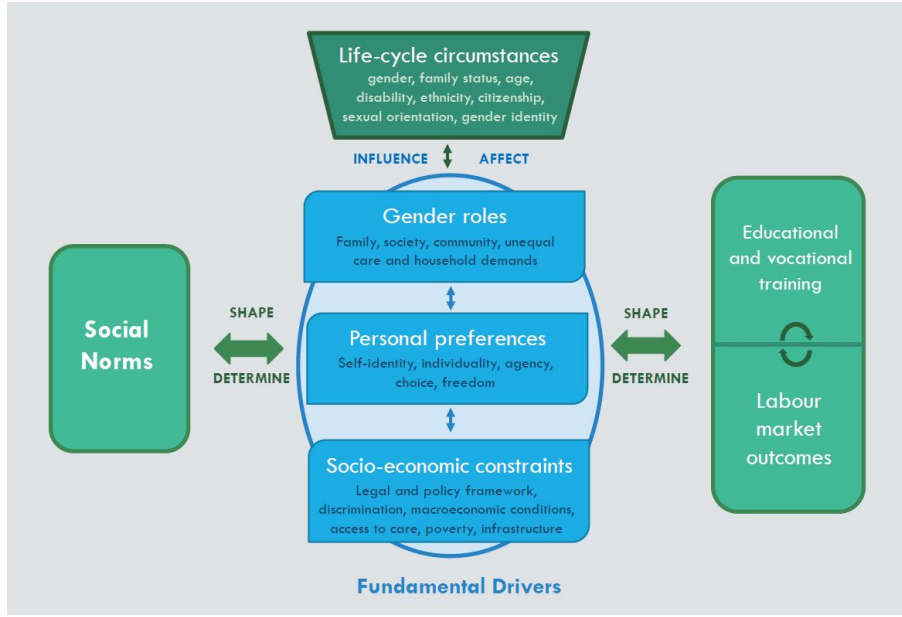 Life-cycle circumstances
gender, family status, age,
disability, ethnicity, citizenship,
sexual orientation, gender identity
INFLUENCE AFFECT
Gender roles
Family, society, community, unequal
care and household demands
Social
Norms
SHAPE
DETERMINE
Personal preferences
Self-identity, individuality, agency,
choice, freedom
SHAPE
DETERMINE
Educational
and vocational
training
Labour
market
outcomes
Socio-economic constraints
Legal and policy framework,
discrimination, macroeconomic conditions,
access to care, poverty, infrastructure
Fundamental Drivers